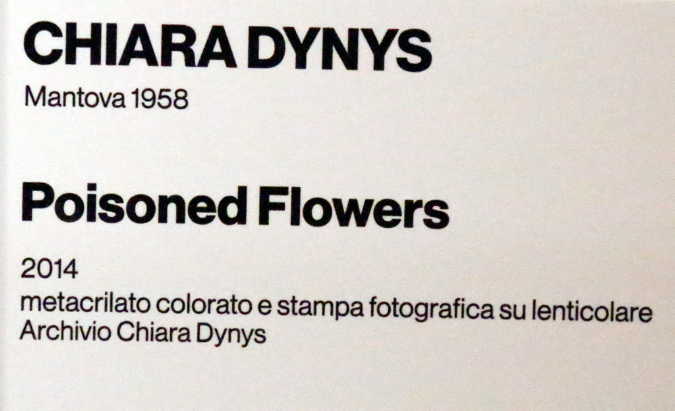 CHIARA DYNYS
Mantova 1958
Poisoned Flowers
2014
metacrilato colorato e stampa fotografica su lenticolare
Archivio Chiara Dynys